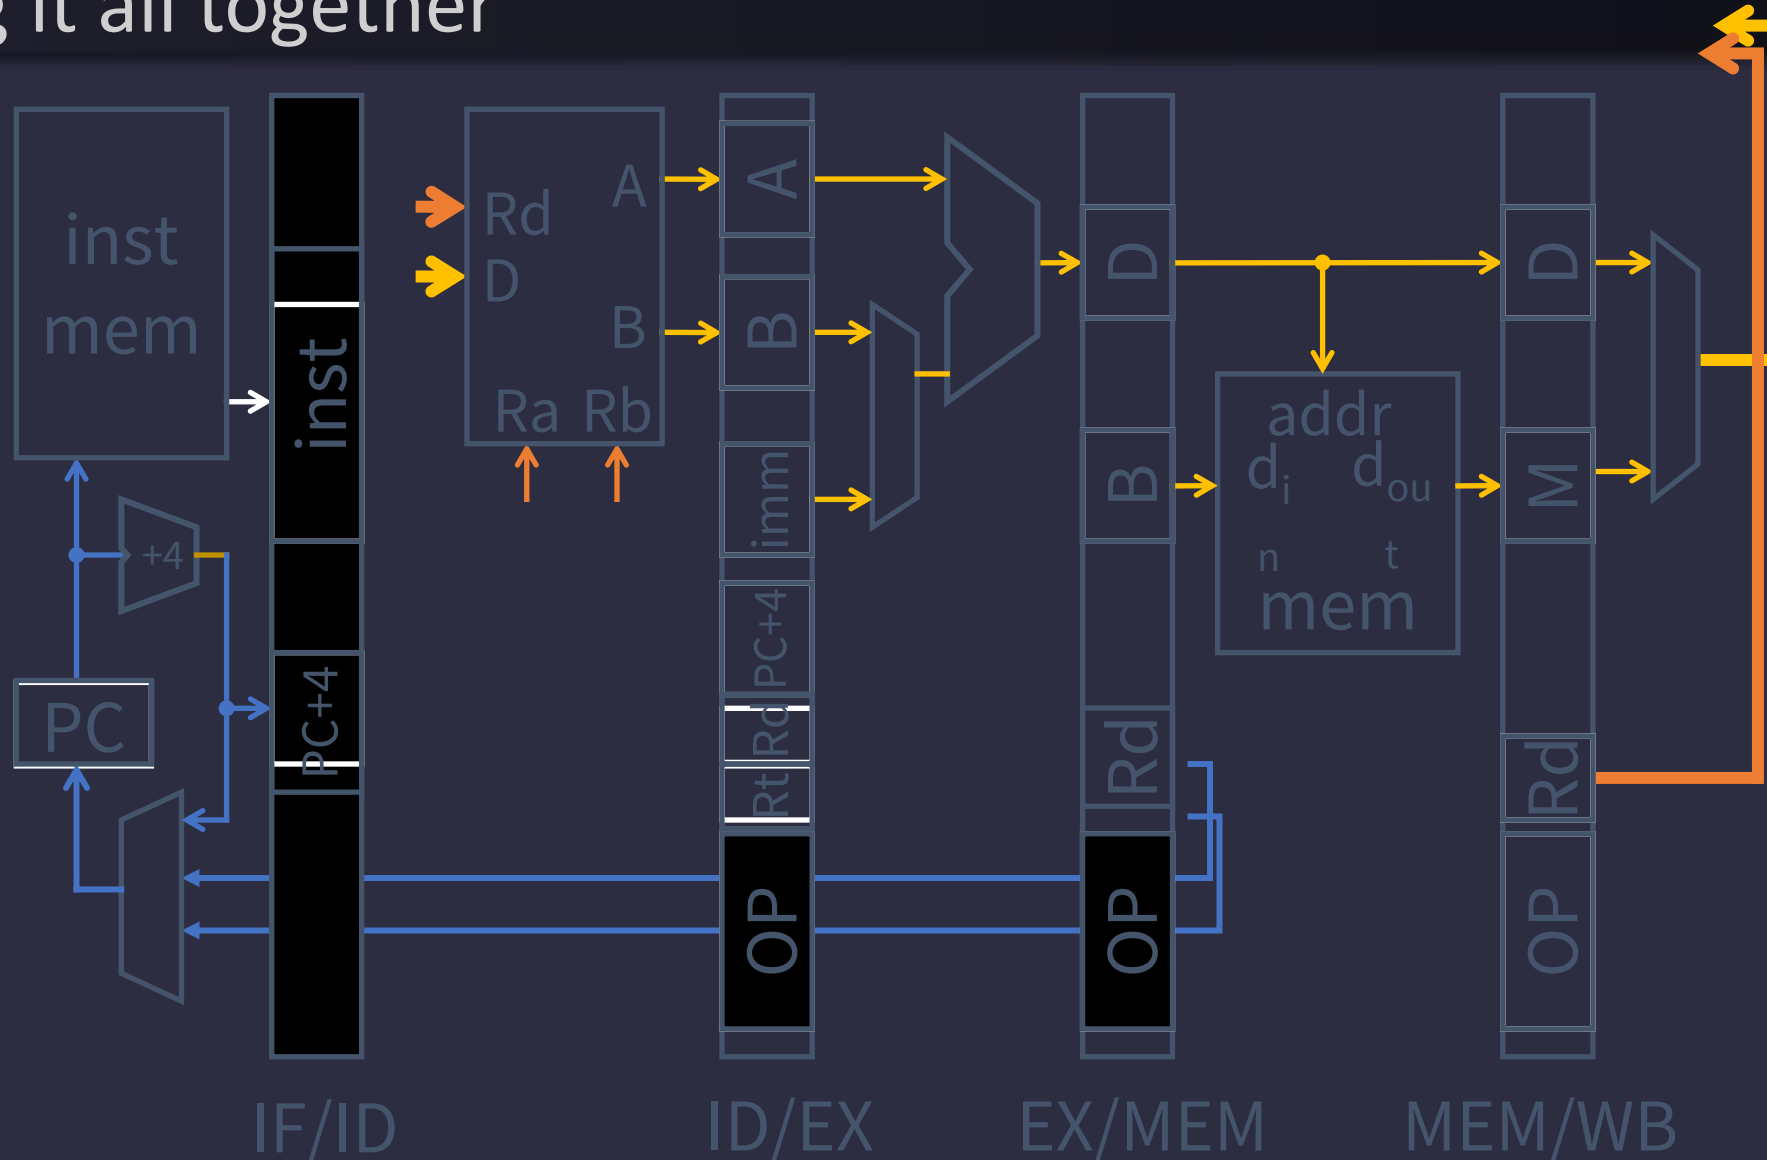 g it all together
inst
mem
+4
PC
inst
PC+4
Rd
D
A
B
Ra Rb
A
B
imm
PC+4
Rd
Rt
OP
D
B
Rd
OP
addr
di
n
dou
t
mem
D
M
Rd
OP
IF/ID
ID/EX
EX/MEM
MEM/WB